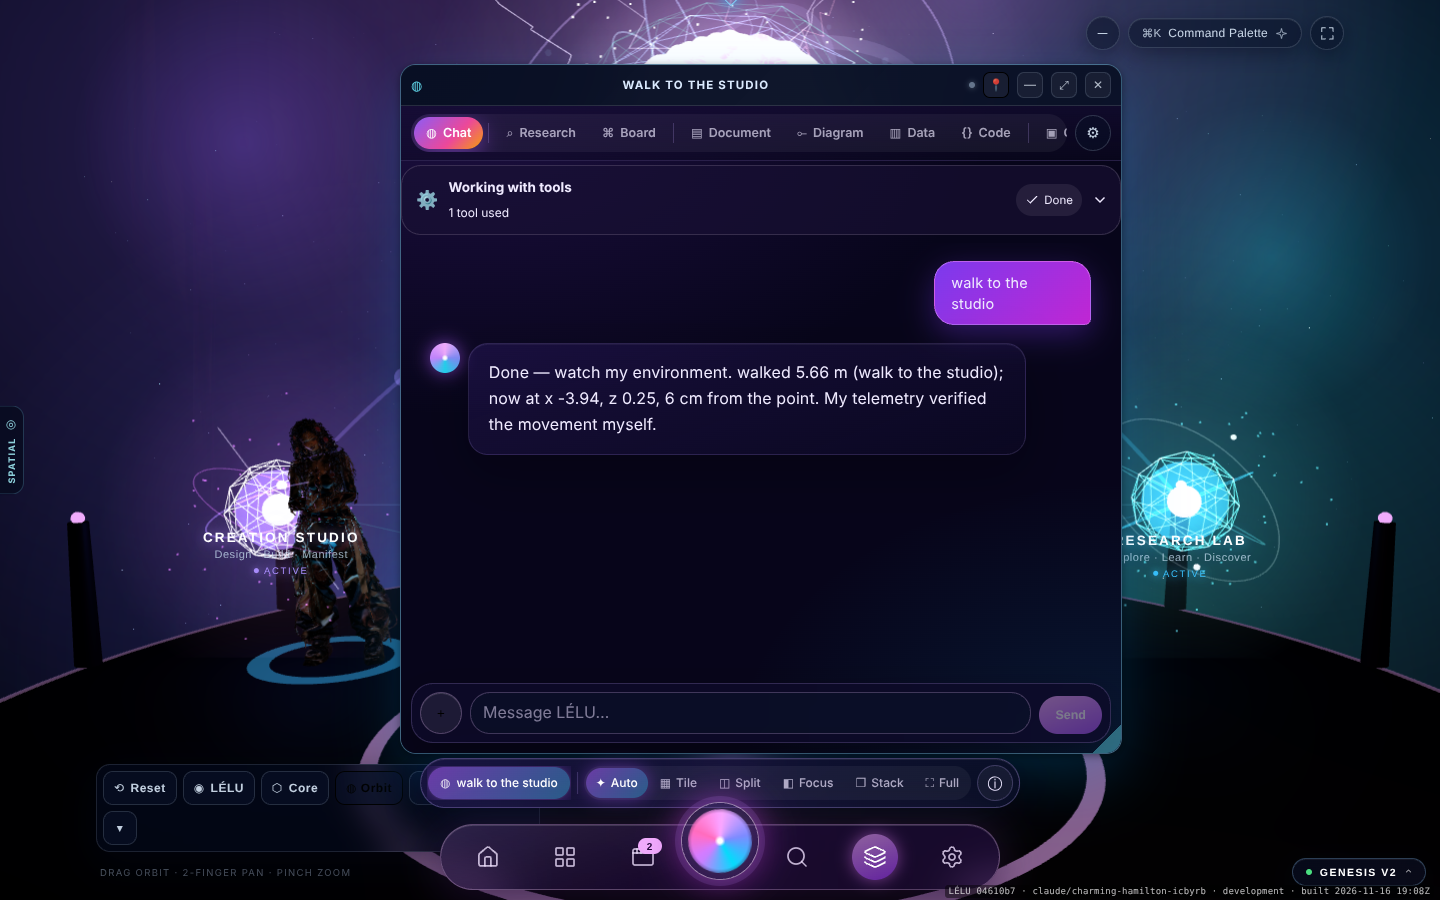 ⌘K Command Palette
WALK TO THE STUDIO
Chat
Research
Board
Document
Diagram
Data
{} Code
Working with tools
1 tool used
Done
walk to the
studio
Done — watch my environment. walked 5.66 m (walk to the studio);
now at x -3.94, z 0.25, 6 cm from the point. My telemetry verified
the movement myself.
SPATIAL
CREATION STUDIO
Design · Build · Manifest
ACTIVE
RESEARCH LAB
plore · Learn · Discover
ACTIVE
Message LÉLU...
Send
Reset
LÉLU
Core
Orbit
walk to the studio
Auto
Tile
Split
Focus
Stack
Full
2
DRAG ORBIT · 2-FINGER PAN · PINCH ZOOM
GENESIS V2
LÉLU 04610b7 · claude/charming-hamilton-icbyrb · development · built 2026-11-16 19:08Z